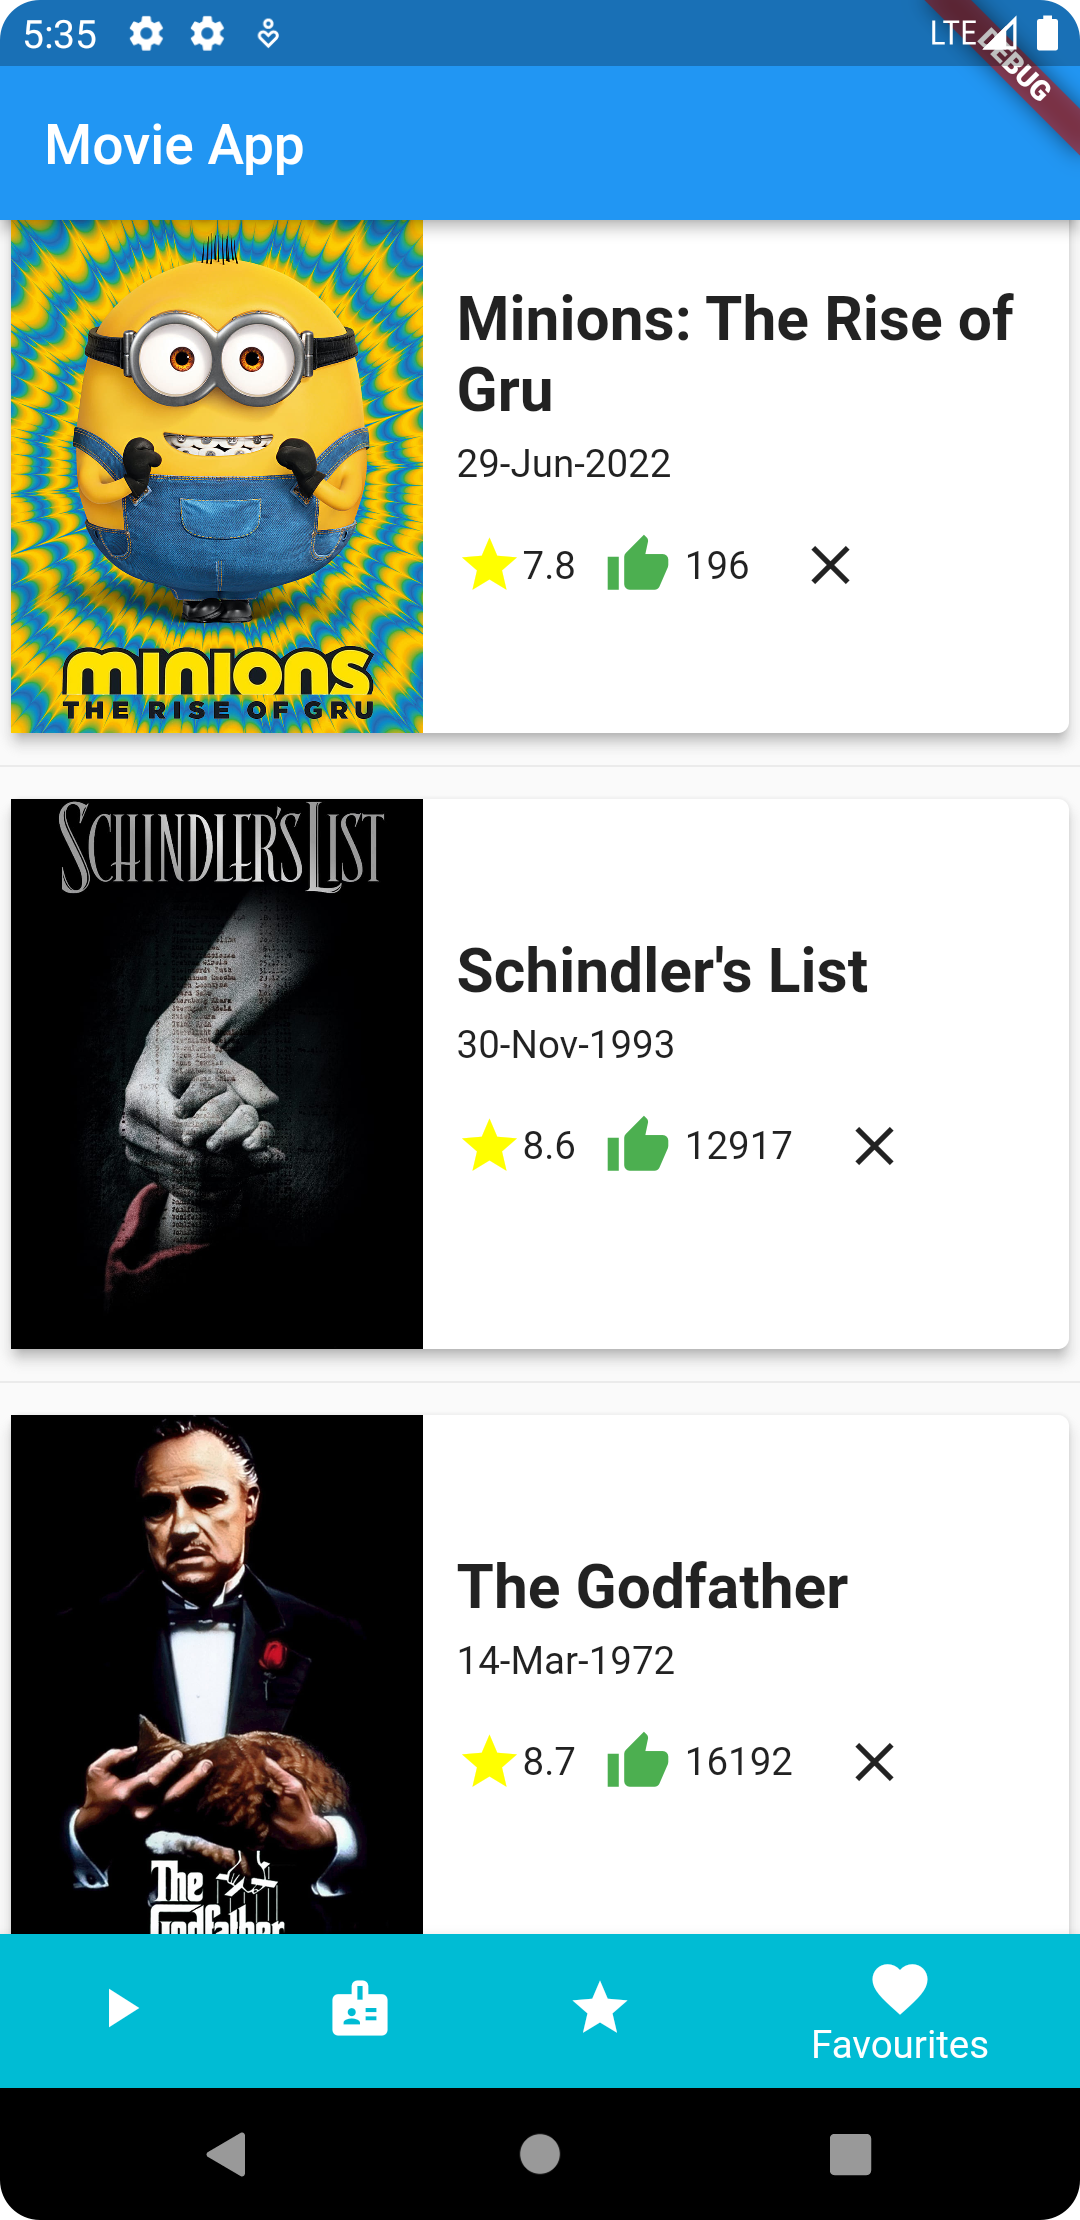 5:35
LTE
DEBUG
Movie App
Minions: The Rise of
Gru
29-Jun-2022
7.8
196
MINIONS
THE RISE OF GRU
SCHINDLER'S LIST
Schindler's List
30-Nov-1993
8.6
12917
The Godfather
14-Mar-1972
8.7
16192
The
Godfather
Favourites